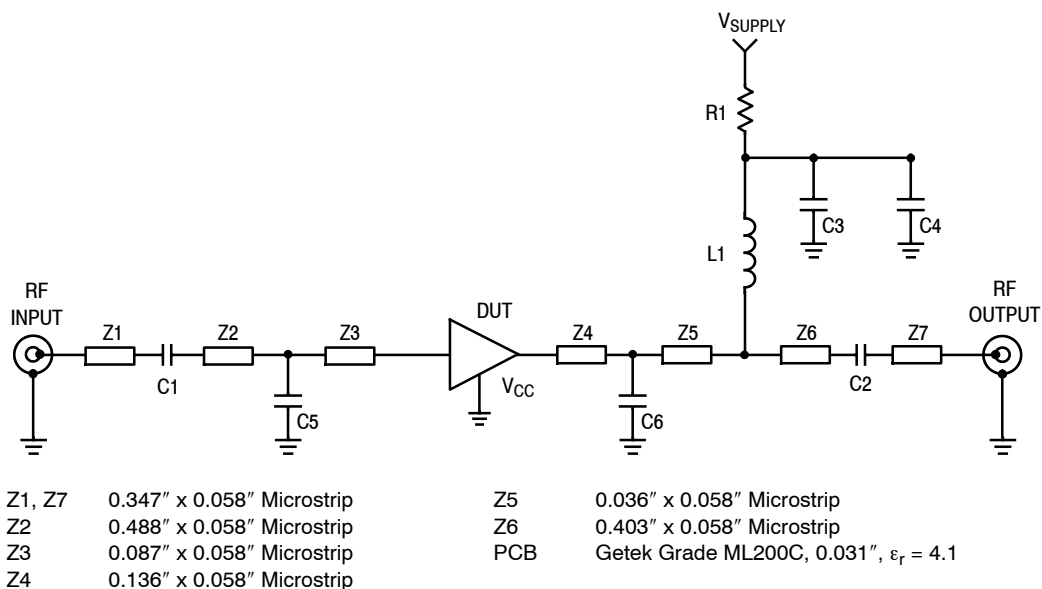 V_SUPPLY
R1
C3
C4
L1
RF
INPUT
Z1
C1
Z2
C5
Z3
DUT
V_CC
Z4
C6
Z5
Z6
C2
Z7
RF
OUTPUT
Z1, Z7 0.347″ x 0.058″ Microstrip
Z2 0.488″ x 0.058″ Microstrip
Z3 0.087″ x 0.058″ Microstrip
Z4 0.136″ x 0.058″ Microstrip
Z5 0.036″ x 0.058″ Microstrip
Z6 0.403″ x 0.058″ Microstrip
PCB Getek Grade ML200C, 0.031″, ε_r = 4.1